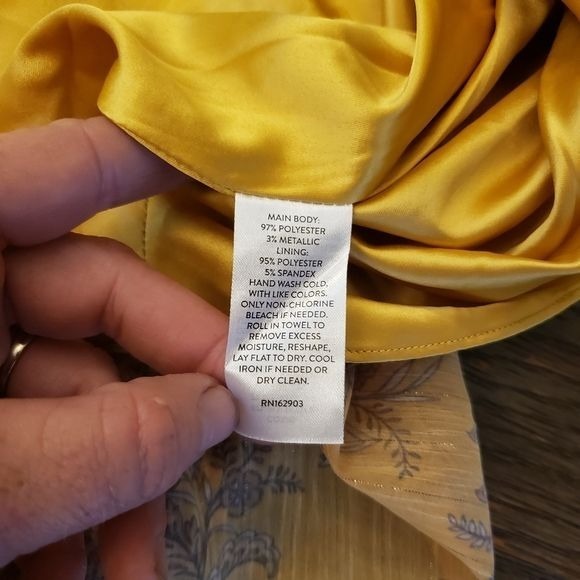 MAIN BODY:
97% POLYESTER
3% METALLIC
LINING:
95% POLYESTER
5% SPANDEX
HAND WASH COLD.
WITH LIKE COLORS.
ONLY NON-CHLORINE
BLEACH IF NEEDED.
ROLL IN TOWEL TO
REMOVE EXCESS
MOISTURE, RESHAPE,
LAY FLAT TO DRY. COOL
IRON IF NEEDED OR
DRY CLEAN.
RN162903